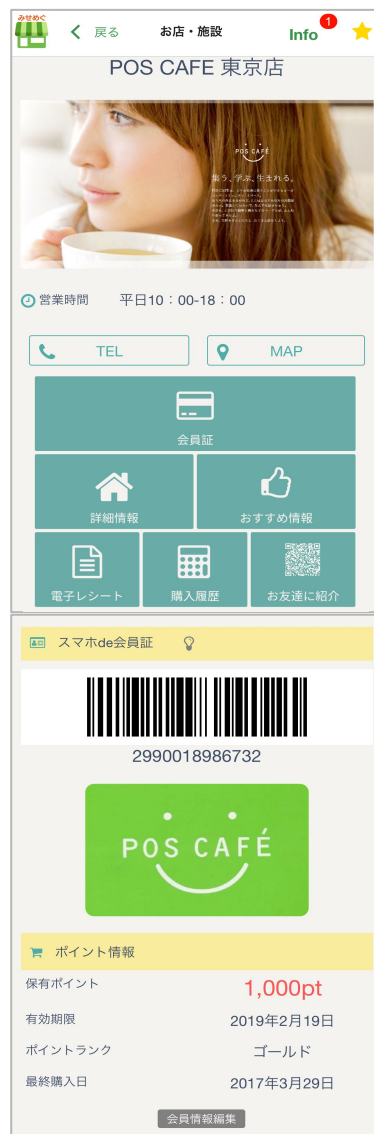 みせめぐ
戻る
お店・施設
Info
1
POS CAFE 東京店
POS CAFÉ
集う、学ぶ、生まれる。
営業時間 平日10：00-18：00
TEL
MAP
会員証
詳細情報
おすすめ情報
電子レシート
購入履歴
お友達に紹介
スマホde会員証
2990018986732
POS CAFÉ
ポイント情報
保有ポイント 1,000pt
有効期限 2019年2月19日
ポイントランク ゴールド
最終購入日 2017年3月29日
会員情報編集